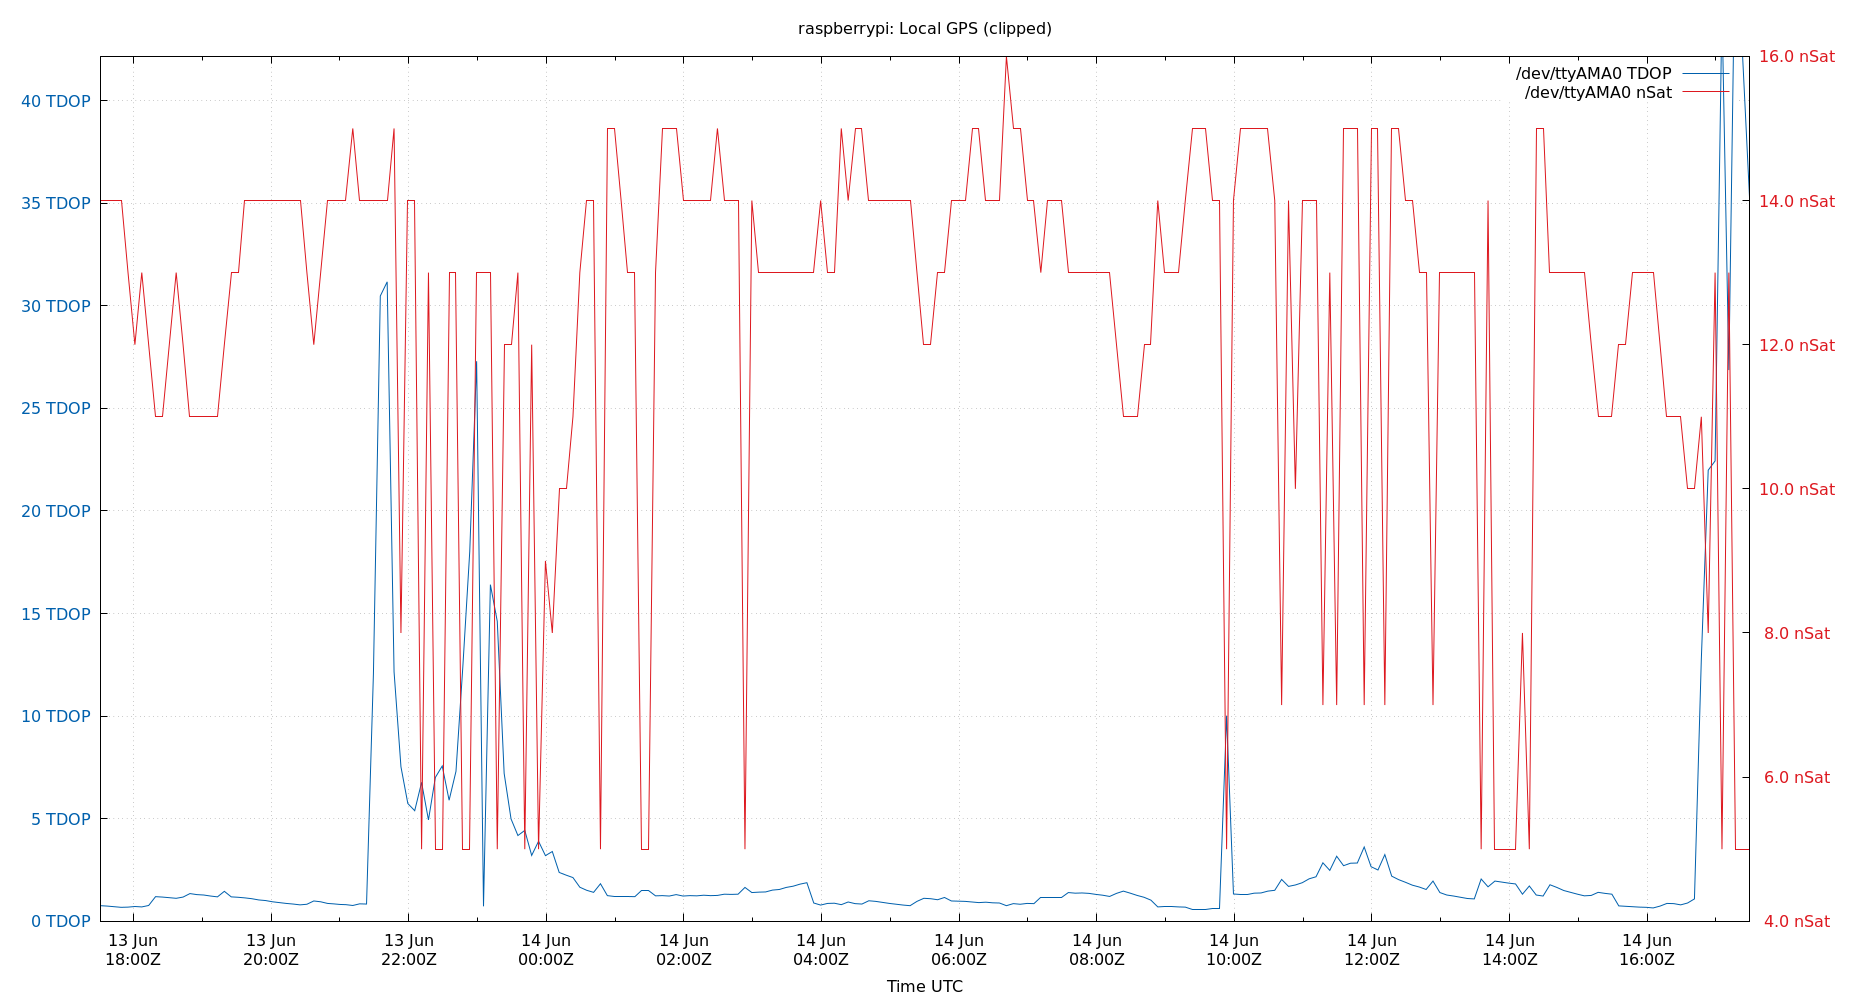 raspberrypi: Local GPS (clipped)
/dev/ttyAMA0 TDOP
/dev/ttyAMA0 nSat
40 TDOP
35 TDOP
30 TDOP
25 TDOP
20 TDOP
15 TDOP
10 TDOP
5 TDOP
0 TDOP
16.0 nSat
14.0 nSat
12.0 nSat
10.0 nSat
8.0 nSat
6.0 nSat
4.0 nSat
13 Jun
18:00Z
13 Jun
20:00Z
13 Jun
22:00Z
14 Jun
00:00Z
14 Jun
02:00Z
14 Jun
04:00Z
14 Jun
06:00Z
14 Jun
08:00Z
14 Jun
10:00Z
14 Jun
12:00Z
14 Jun
14:00Z
14 Jun
16:00Z
Time UTC